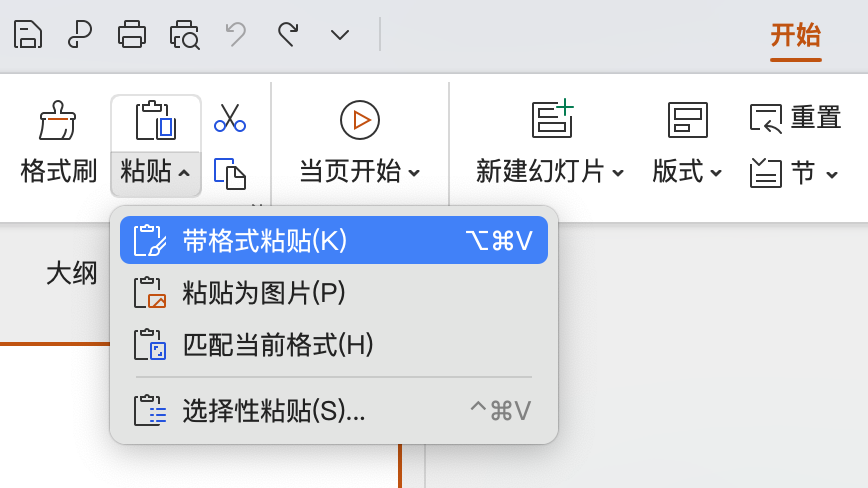 开始
格式刷
粘贴
当页开始
新建幻灯片
版式
重置
节
大纲
带格式粘贴(K) ⌥⌘V
粘贴为图片(P)
匹配当前格式(H)
选择性粘贴(S)... ^⌘V